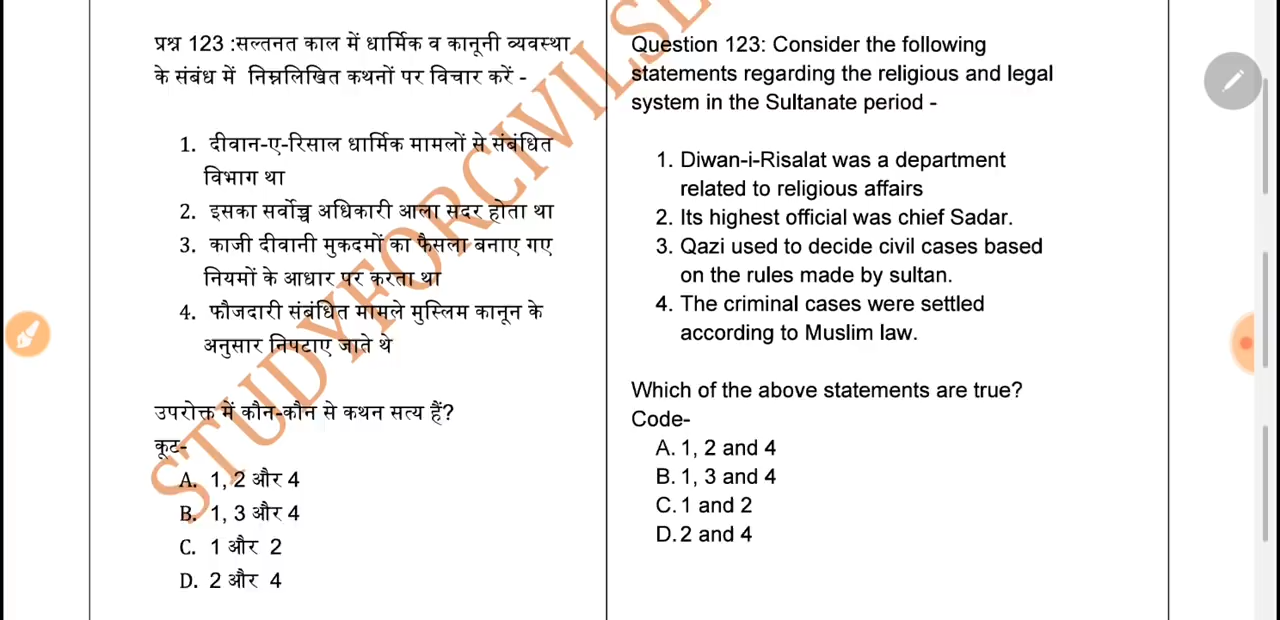 प्रश्न 123 :सल्तनत काल में धार्मिक व कानूनी व्यवस्था
के संबंध में निम्नलिखित कथनों पर विचार करें -
1. दीवान-ए-रिसाल धार्मिक मामलों से संबंधित
विभाग था
2. इसका सर्वोच्च अधिकारी आला सदर होता था
3. काजी दीवानी मुकदमों का फैसला बनाए गए
नियमों के आधार पर करता था
4. फौजदारी संबंधित मामले मुस्लिम कानून के
अनुसार निपटाए जाते थे
उपरोक्त में कौन-कौन से कथन सत्य हैं?
कूट-
A. 1, 2 और 4
B. 1, 3 और 4
C. 1 और 2
D. 2 और 4
Question 123: Consider the following
statements regarding the religious and legal
system in the Sultanate period -
1. Diwan-i-Risalat was a department
related to religious affairs
2. Its highest official was chief Sadar.
3. Qazi used to decide civil cases based
on the rules made by sultan.
4. The criminal cases were settled
according to Muslim law.
Which of the above statements are true?
Code-
A. 1, 2 and 4
B. 1, 3 and 4
C. 1 and 2
D. 2 and 4
STUDYFORCIVILSE